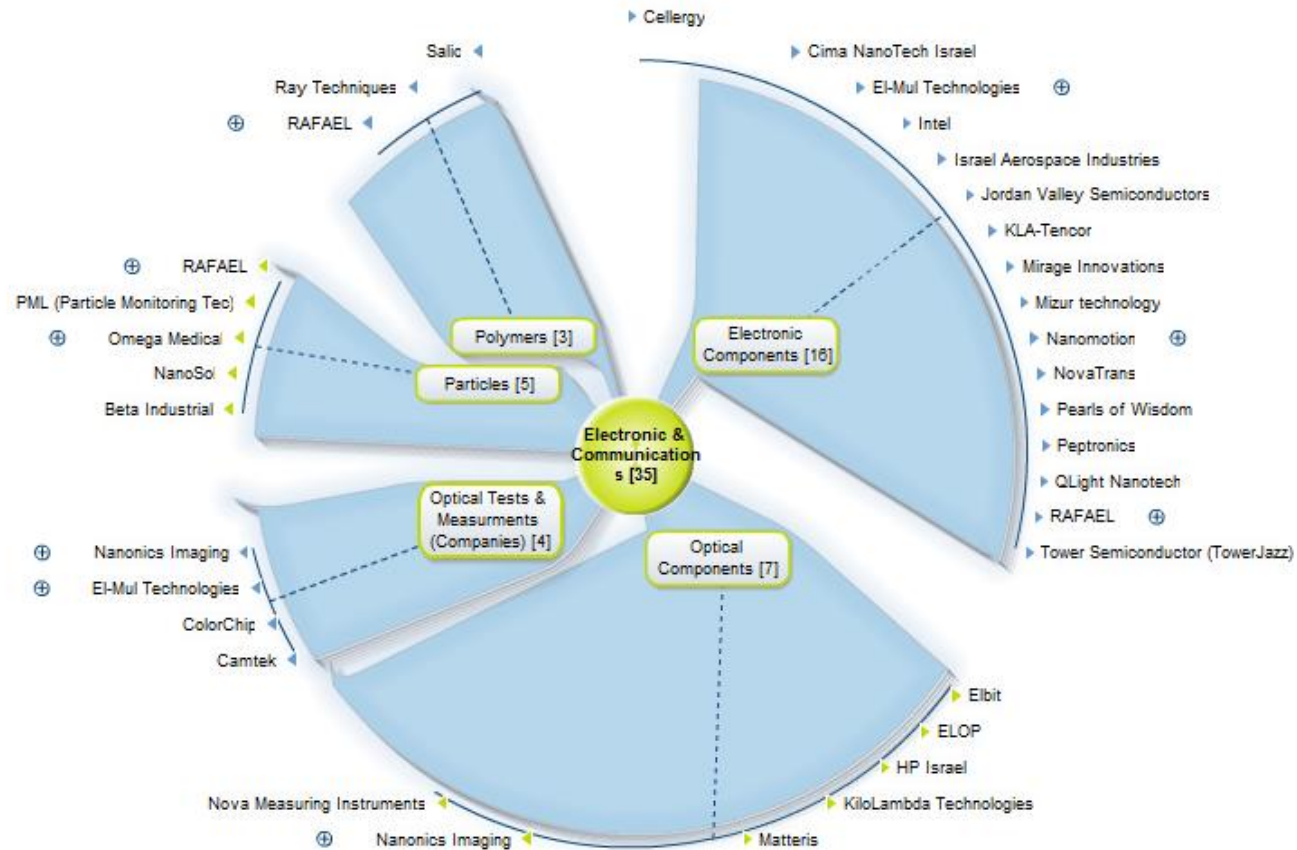 Cellergy
Salic
Cima NanoTech Israel
Ray Techniques
El-Mul Technologies
RAFAEL
Intel
Israel Aerospace Industries
Jordan Valley Semiconductors
KLA-Tencor
RAFAEL
Mirage Innovations
PML (Particle Monitoring Tec)
Mizur technology
Omega Medical
Polymers [3]
Electronic
Components [16]
Nanomotion
NanoSol
Particles [5]
NovaTrans
Beta Industrial
Pearls of Wisdom
Electronic &
Communication
s [35]
Peptronics
QLight Nanotech
Optical Tests &
Measurments
(Companies) [4]
RAFAEL
Nanonics Imaging
Optical
Components [7]
Tower Semiconductor (TowerJazz)
El-Mul Technologies
ColorChip
Camtek
Elbit
ELOP
HP Israel
Nova Measuring Instruments
KiloLambda Technologies
Nanonics Imaging
Matteris